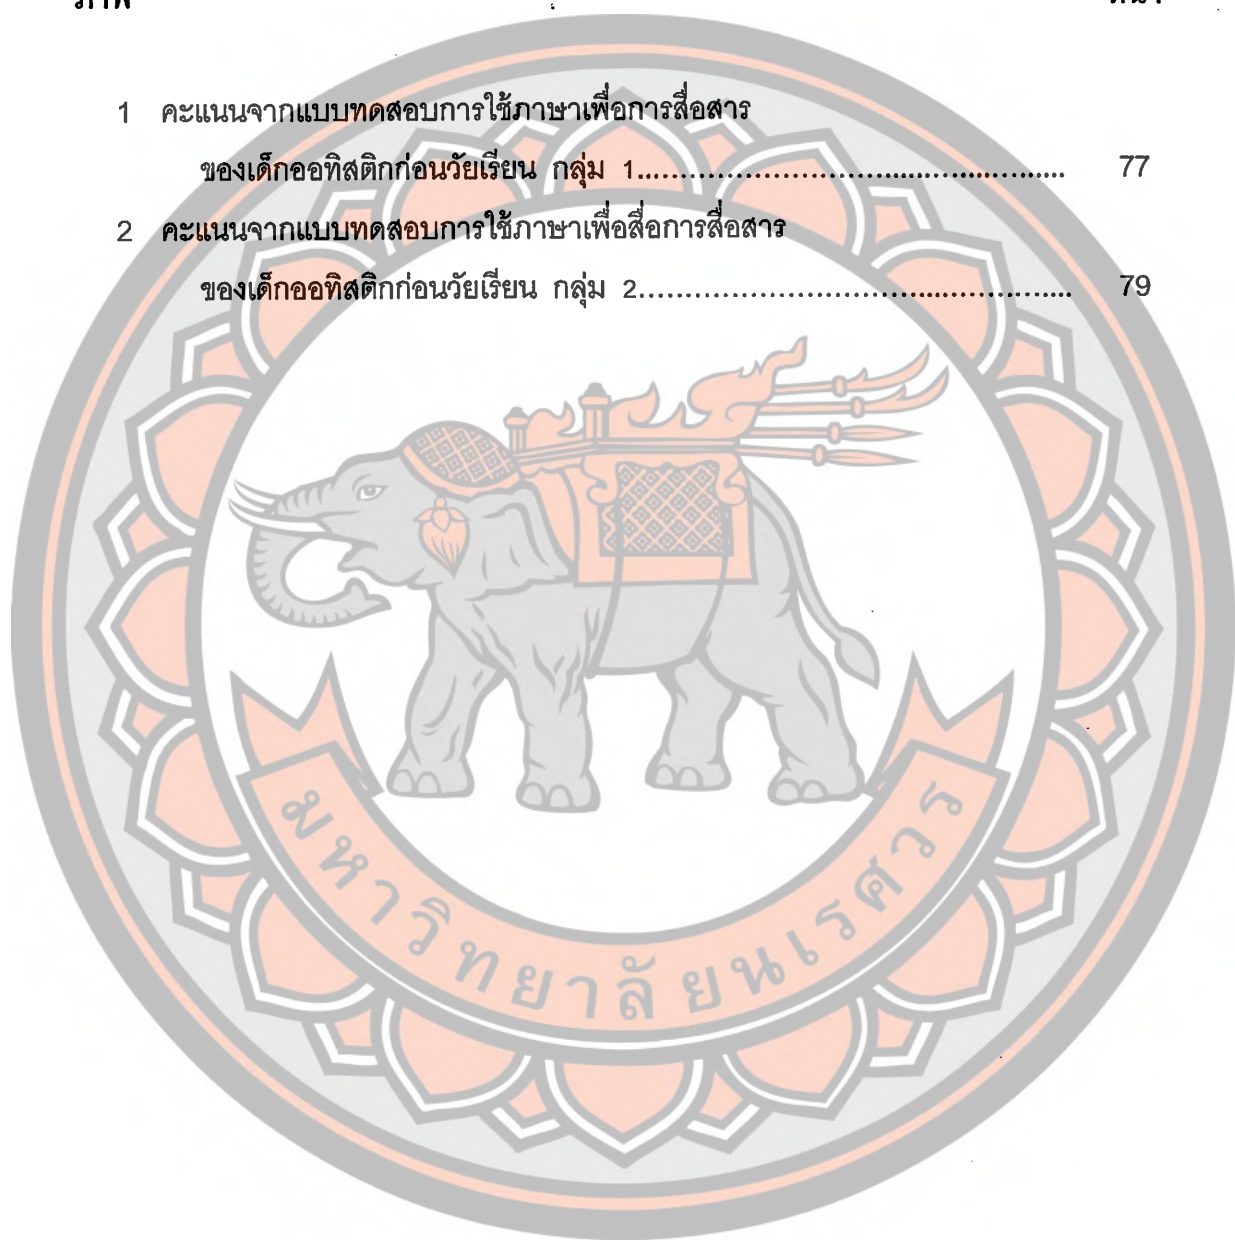 ภาพ
1 คะแนนจากแบบทดสอบการใช้ภาษาเพื่อการสื่อสาร
ของเด็กออทิสติกก่อนวัยเรียน กลุ่ม 1.................................................. 77
2 คะแนนจากแบบทดสอบการใช้ภาษาเพื่อสื่อการสื่อสาร
ของเด็กออทิสติกก่อนวัยเรียน กลุ่ม 2.................................................. 79
มหาวิทยาลัยนเรศวร